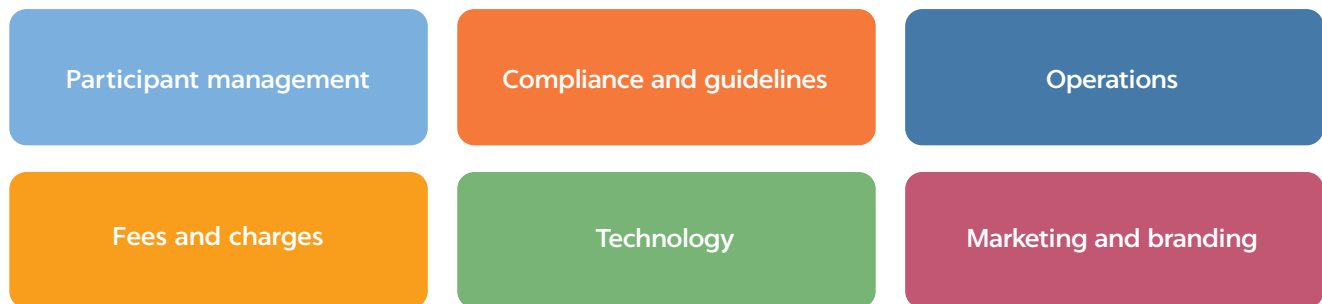 Participant management
Compliance and guidelines
Operations
Fees and charges
Technology
Marketing and branding